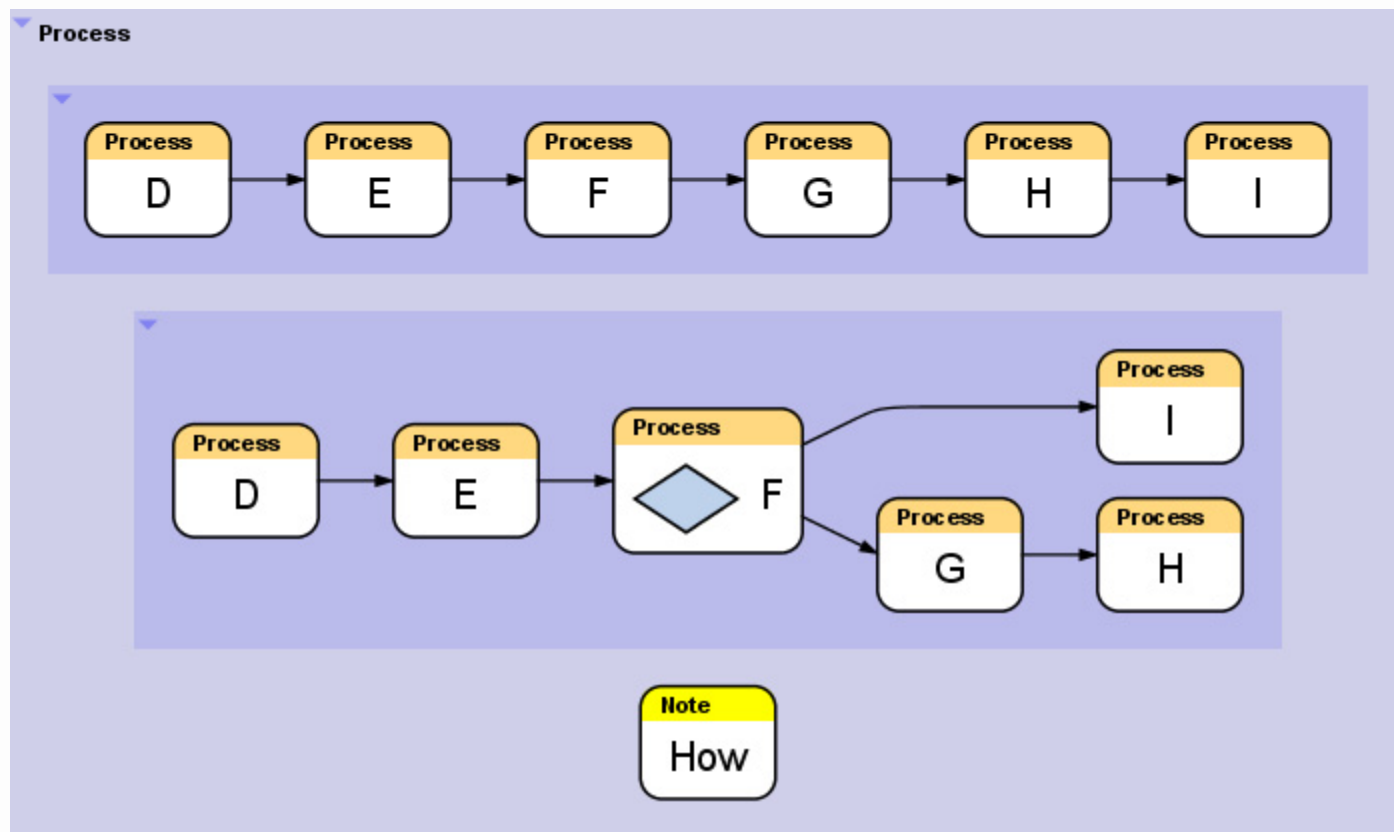 Process
Process Process Process Process Process Process
D E F G H I
Process
I
Process Process Process
D E F
Process Process
G H
Note
How